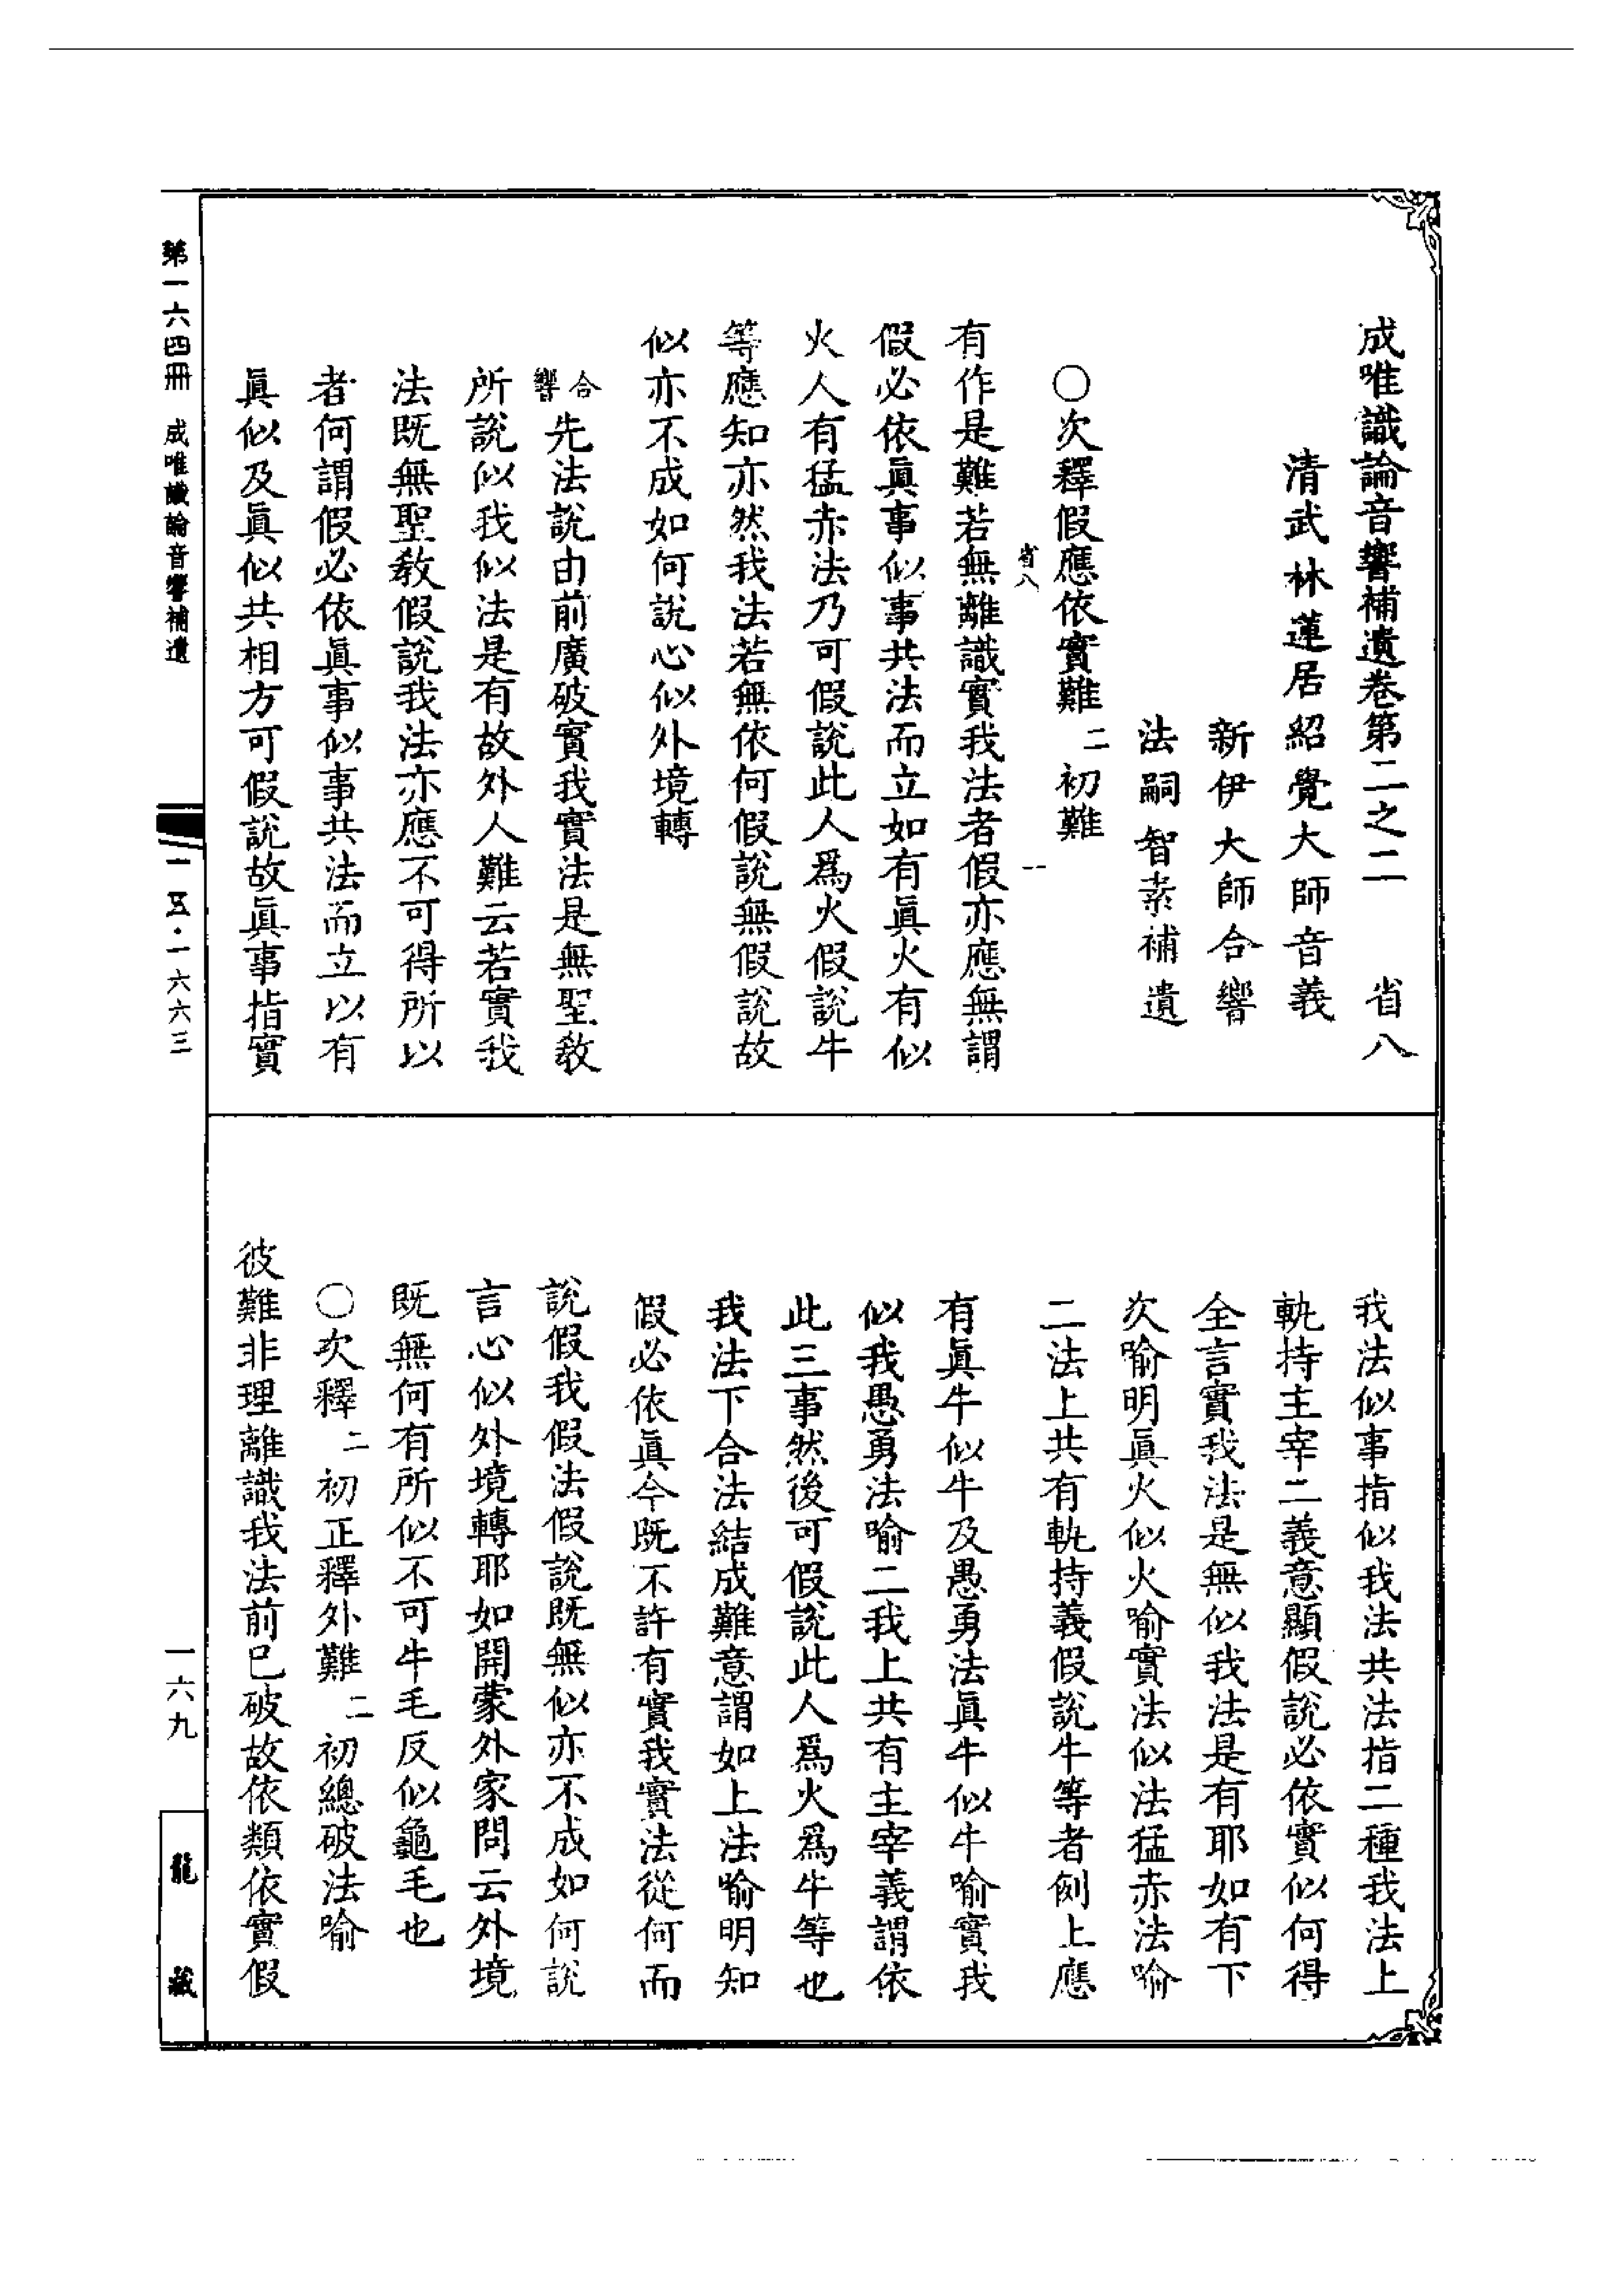 成唯識論音響補遺卷第二之二 省八
清武林蓮居紹覺大師音義
新伊大師合響
法嗣智素補遺
○次釋假應依實難二初難
省八 一
有作是難若無離識實我法者假亦應無謂
假必依眞事似事共法而立如有眞火有似
火人有猛赤法乃可假說此人爲火假說牛
等應知亦然我法若無依何假說無假說故
似亦不成如何說心似外境轉
合響先法說由前廣破實我實法是無聖教
所說似我似法是有故外人難云若實我
法既無聖教假說我法亦應不可得所以
者何謂假必依眞事似事共法而立以有
眞似及眞似共相方可假說故眞事指實
我法似事指似我法共法指二種我法上
軌持主宰二義意顯假說必依實似何得
全言實我法是無似我法是有耶如有下
次喻明眞火似火喻實法似法猛赤法喻
二法上共有軌持義假說牛等者例上應
有眞牛似牛及愚勇法眞牛似牛喻實我
似我愚勇法喻二我上共有主宰義謂依
此三事然後可假說此人爲火爲牛等也
我法下合法結成難意謂如上法喻明知
假必依眞今既不許有實我實法從何而
說假我假法假說既無似亦不成如何說
言心似外境轉耶如開蒙外家問云外境
既無何有所似不可牛毛反似龜毛也
○次釋二初正釋外難二初總破法喻
彼難非理離識我法前已破故依類依實假
第一六四冊 成唯識論音響補遺
一五·一六六三
一六九
龍藏